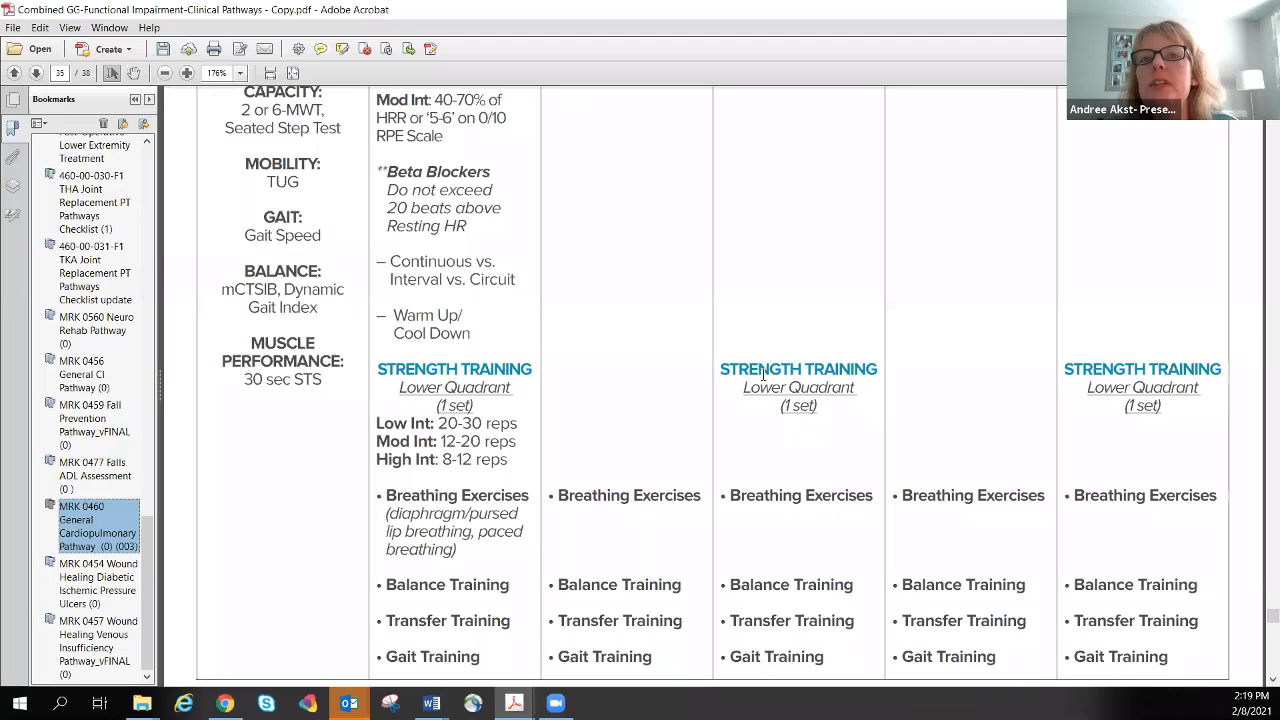 Combined GG-Functional Impairment-Clinical Pathways - Copy.pdf - Adobe Acrobat
File Edit View Window Help
Open Create
35 / 38 176%
Bookmarks
Lower Extremity
Treatment
460-00-030-F1
THA Joint
Replacement PT
Pathways
Checklist (1)
460-00-031-F1
TKA Joint
Replacement PT
Pathways
Checklist update
MRK 0560 Neuro
Rehab Pathway
(0)
MRK 0456
General CI
Pathway (0)
MRK 0459 Fall
Prevention
Pathway_vFINAL
(0)
MRK 0477 Falls
ADL Assessment
(0 )
MRK 0460
General
Cardiopulmonary
Pathway (0) (003)
MRK 0454 Wound
Healing Diabetic
Ischemic Pressure
Ulcers (0)
MRK 0457 Wound
Healing Venous
Insufficiency
Pathway_vFINAL
(0)
CAPACITY:
2 or 6-MWT,
Seated Step Test
MOBILITY:
TUG
GAIT:
Gait Speed
BALANCE:
mCTSIB, Dynamic
Gait Index
MUSCLE
PERFORMANCE:
30 sec STS
Mod Int: 40-70% of
HRR or '5-6' on 0/10
RPE Scale
**Beta Blockers
Do not exceed
20 beats above
Resting HR
– Continuous vs.
Interval vs. Circuit
– Warm Up/
Cool Down
STRENGTH TRAINING
Lower Quadrant
(1 set)
Low Int: 20-30 reps
Mod Int: 12-20 reps
High Int: 8-12 reps
• Breathing Exercises
(diaphragm/pursed
lip breathing, paced
breathing)
• Balance Training
• Transfer Training
• Gait Training
• Breathing Exercises
• Balance Training
• Transfer Training
• Gait Training
STRENGTH TRAINING
Lower Quadrant
(1 set)
• Breathing Exercises
• Balance Training
• Transfer Training
• Gait Training
• Breathing Exercises
• Balance Training
• Transfer Training
• Gait Training
STRENGTH TRAINING
Lower Quadrant
(1 set)
• Breathing Exercises
• Balance Training
• Transfer Training
• Gait Training
Andree Akst- Prese...
2:19 PM
2/8/2021